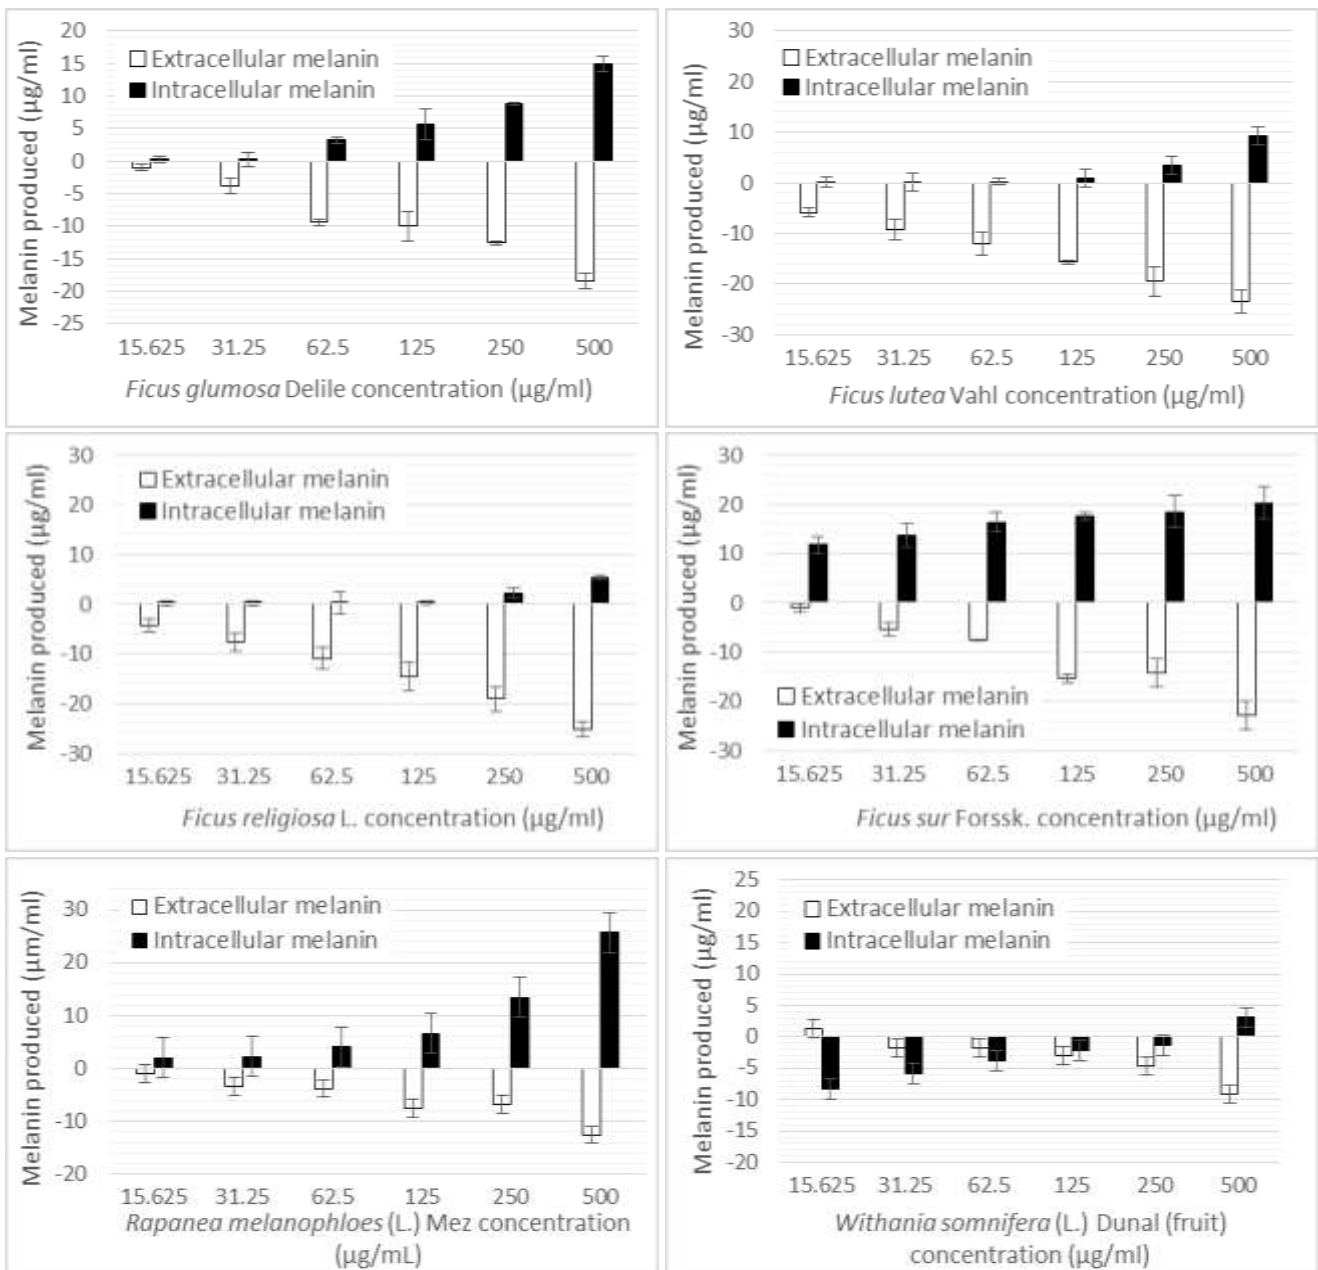 20
15
10
5
0
-5
-10
-15
-20
-25
Melanin produced (µg/ml)
Extracellular melanin
Intracellular melanin
15.625 31.25 62.5 125 250 500
Ficus glumosa Delile concentration (µg/ml)
30
20
10
0
-10
-20
-30
Melanin produced (µg/ml)
Extracellular melanin
Intracellular melanin
15.625 31.25 62.5 125 250 500
Ficus lutea Vahl concentration (µg/ml)
30
20
10
0
-10
-20
-30
Melanin produced (µg/ml)
Extracellular melanin
Intracellular melanin
15.625 31.25 62.5 125 250 500
Ficus religiosa L. concentration (µg/ml)
30
20
10
0
-10
-20
-30
Melanin produced (µg/ml)
Extracellular melanin
Intracellular melanin
15.625 31.25 62.5 125 250 500
Ficus sur Forssk. concentration (µg/ml)
30
20
10
0
-10
-20
Melanin produced (µm/ml)
Extracellular melanin
Intracellular melanin
15.625 31.25 62.5 125 250 500
Rapanea melanophloes (L.) Mez concentration
(µg/mL)
25
20
15
10
5
0
-5
-10
-15
-20
Melanin produced (µg/ml)
Extracellular melanin
Intracellular melanin
15.625 31.25 62.5 125 250 500
Withania somnifera (L.) Dunal (fruit)
concentration (µg/ml)